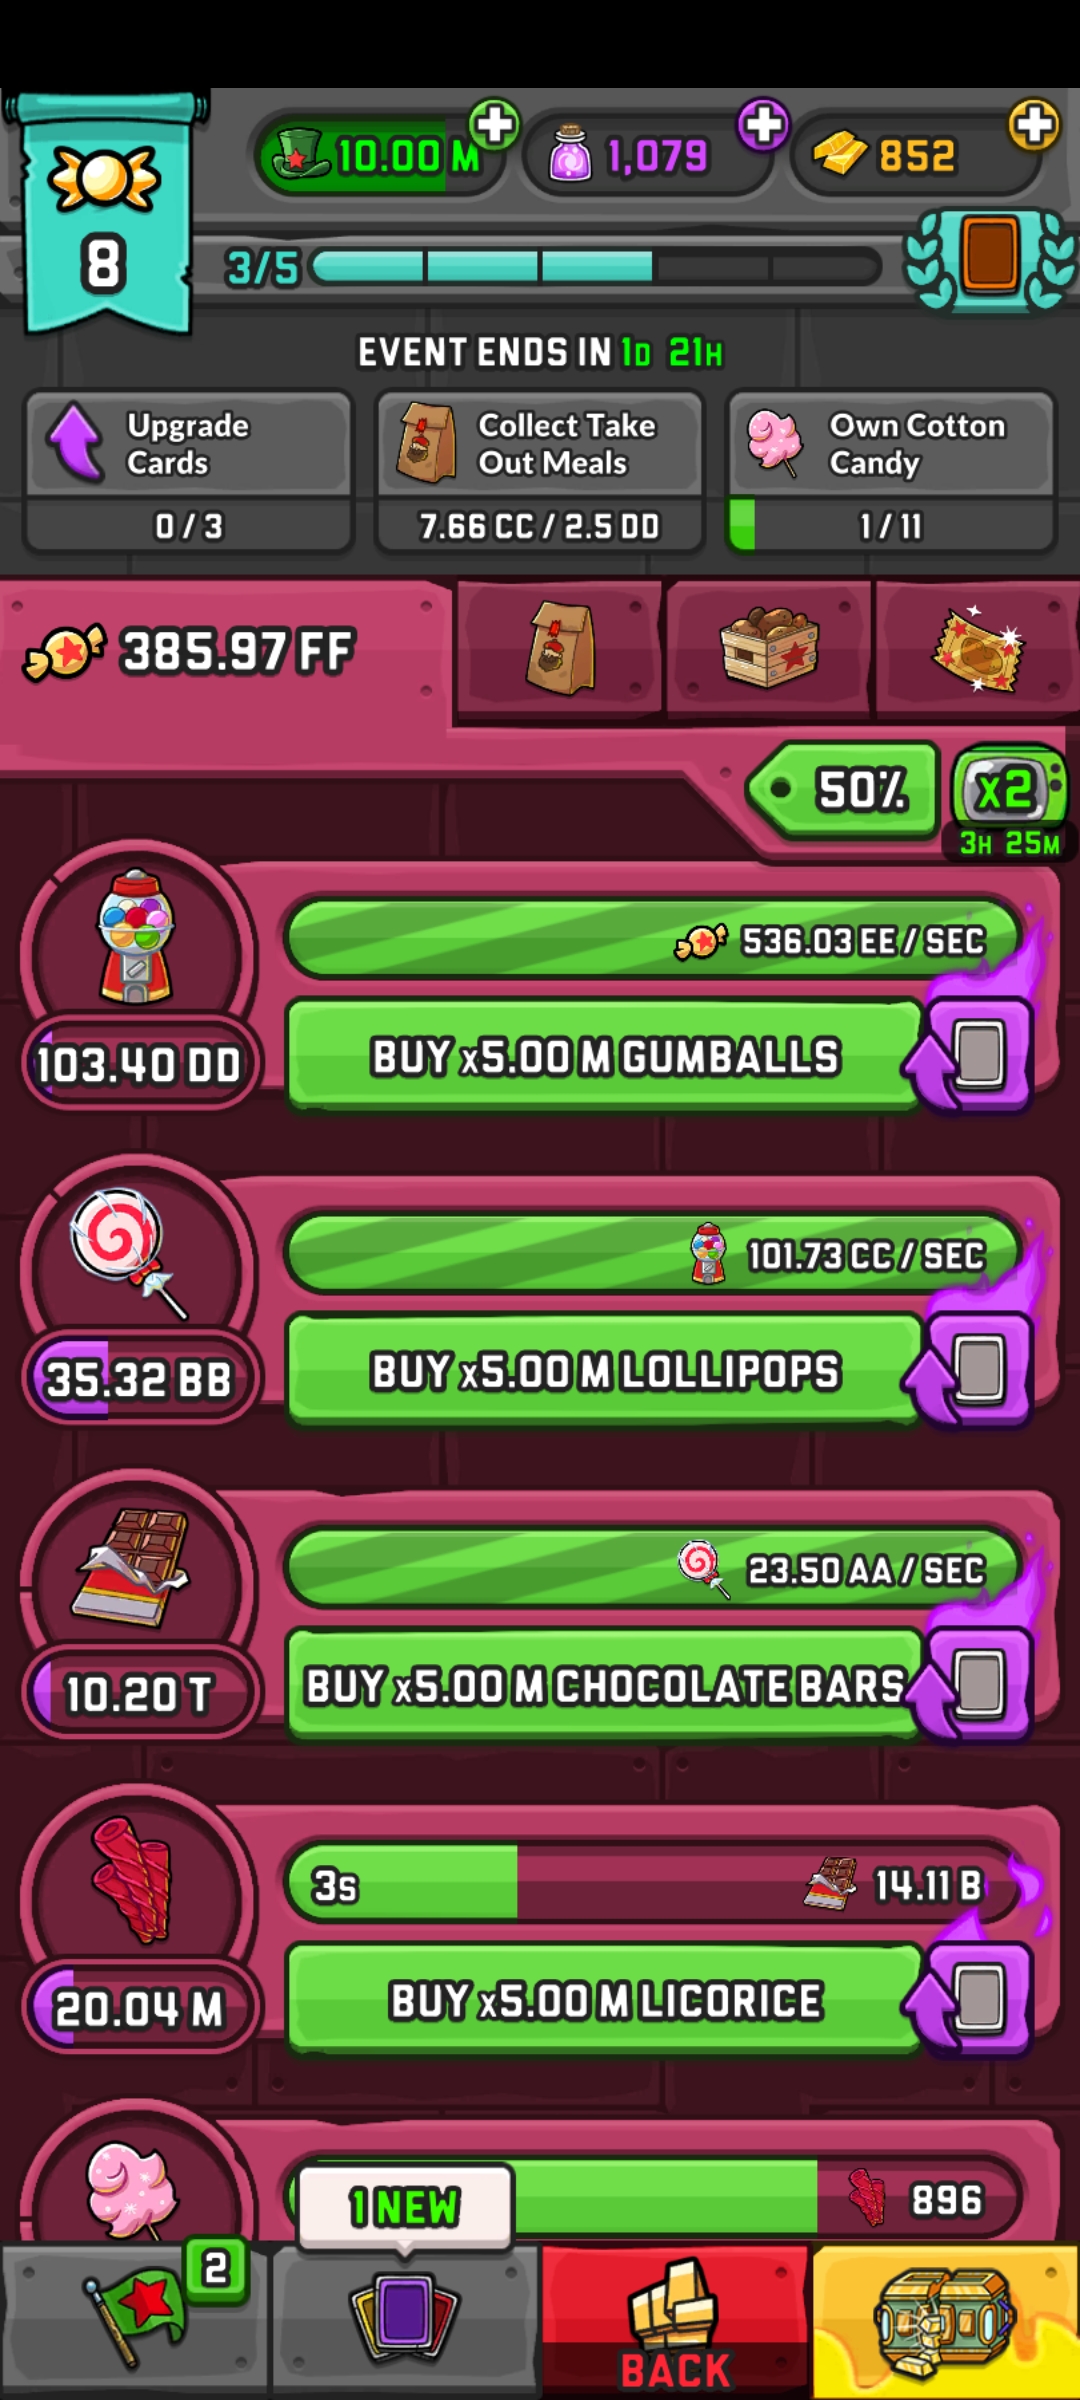 10.00 M
1,079
852
8
3/5
EVENT ENDS IN 1D 21H
Upgrade
Cards
0 / 3
Collect Take
Out Meals
7.66 CC / 2.5 DD
Own Cotton
Candy
1 / 11
385.97 FF
50%
x2
3H 25M
536.03 EE / SEC
103.40 DD
BUY x5.00 M GUMBALLS
101.73 CC / SEC
35.32 BB
BUY x5.00 M LOLLIPOPS
23.50 AA / SEC
10.20 T
BUY x5.00 M CHOCOLATE BARS
3s
14.11 B
20.04 M
BUY x5.00 M LICORICE
896
1 NEW
2
BACK